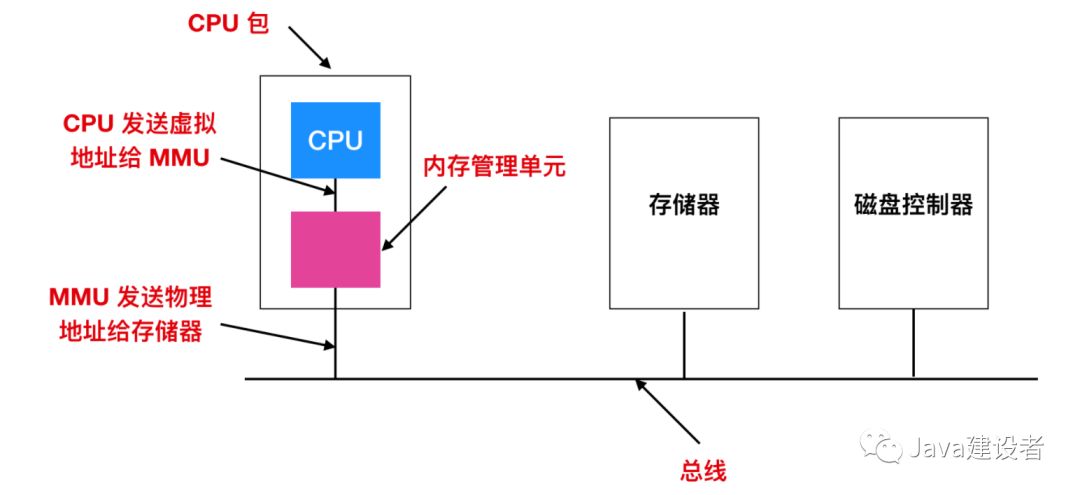 CPU 包
CPU 发送虚拟
地址给 MMU
CPU
内存管理单元
存储器
磁盘控制器
MMU 发送物理
地址给存储器
总线
Java建设者